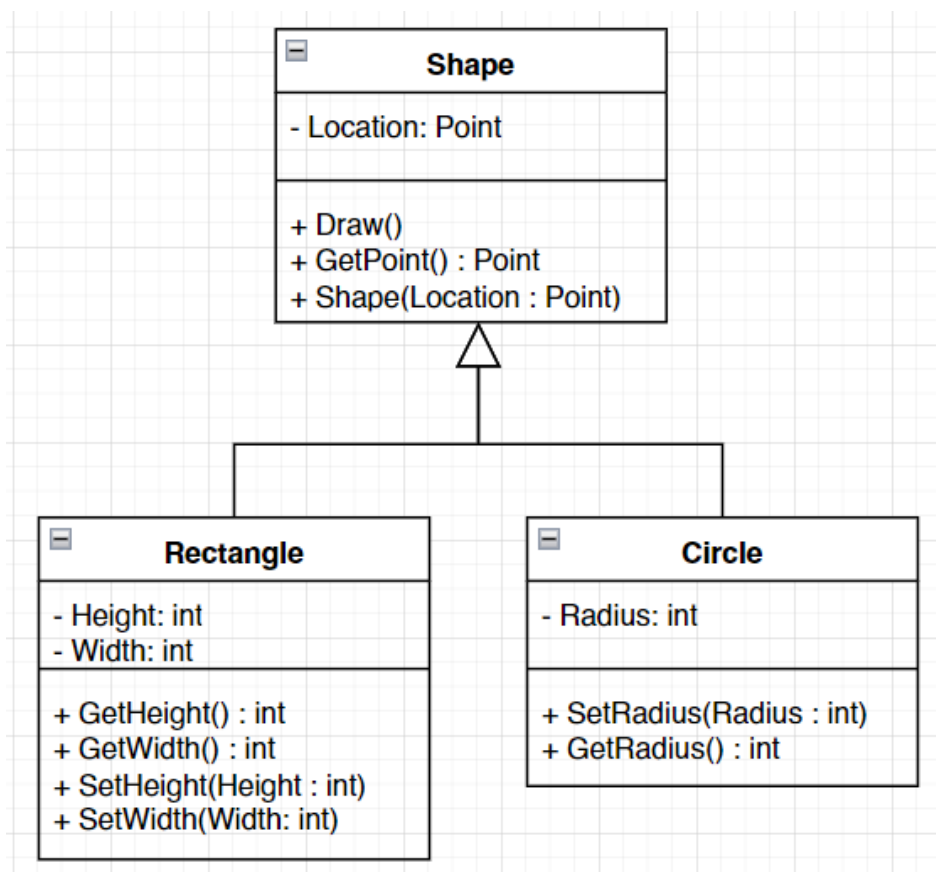 Shape
- Location: Point
+ Draw()
+ GetPoint() : Point
+ Shape(Location : Point)
Rectangle
- Height: int
- Width: int
+ GetHeight() : int
+ GetWidth() : int
+ SetHeight(Height : int)
+ SetWidth(Width: int)
Circle
- Radius: int
+ SetRadius(Radius : int)
+ GetRadius() : int